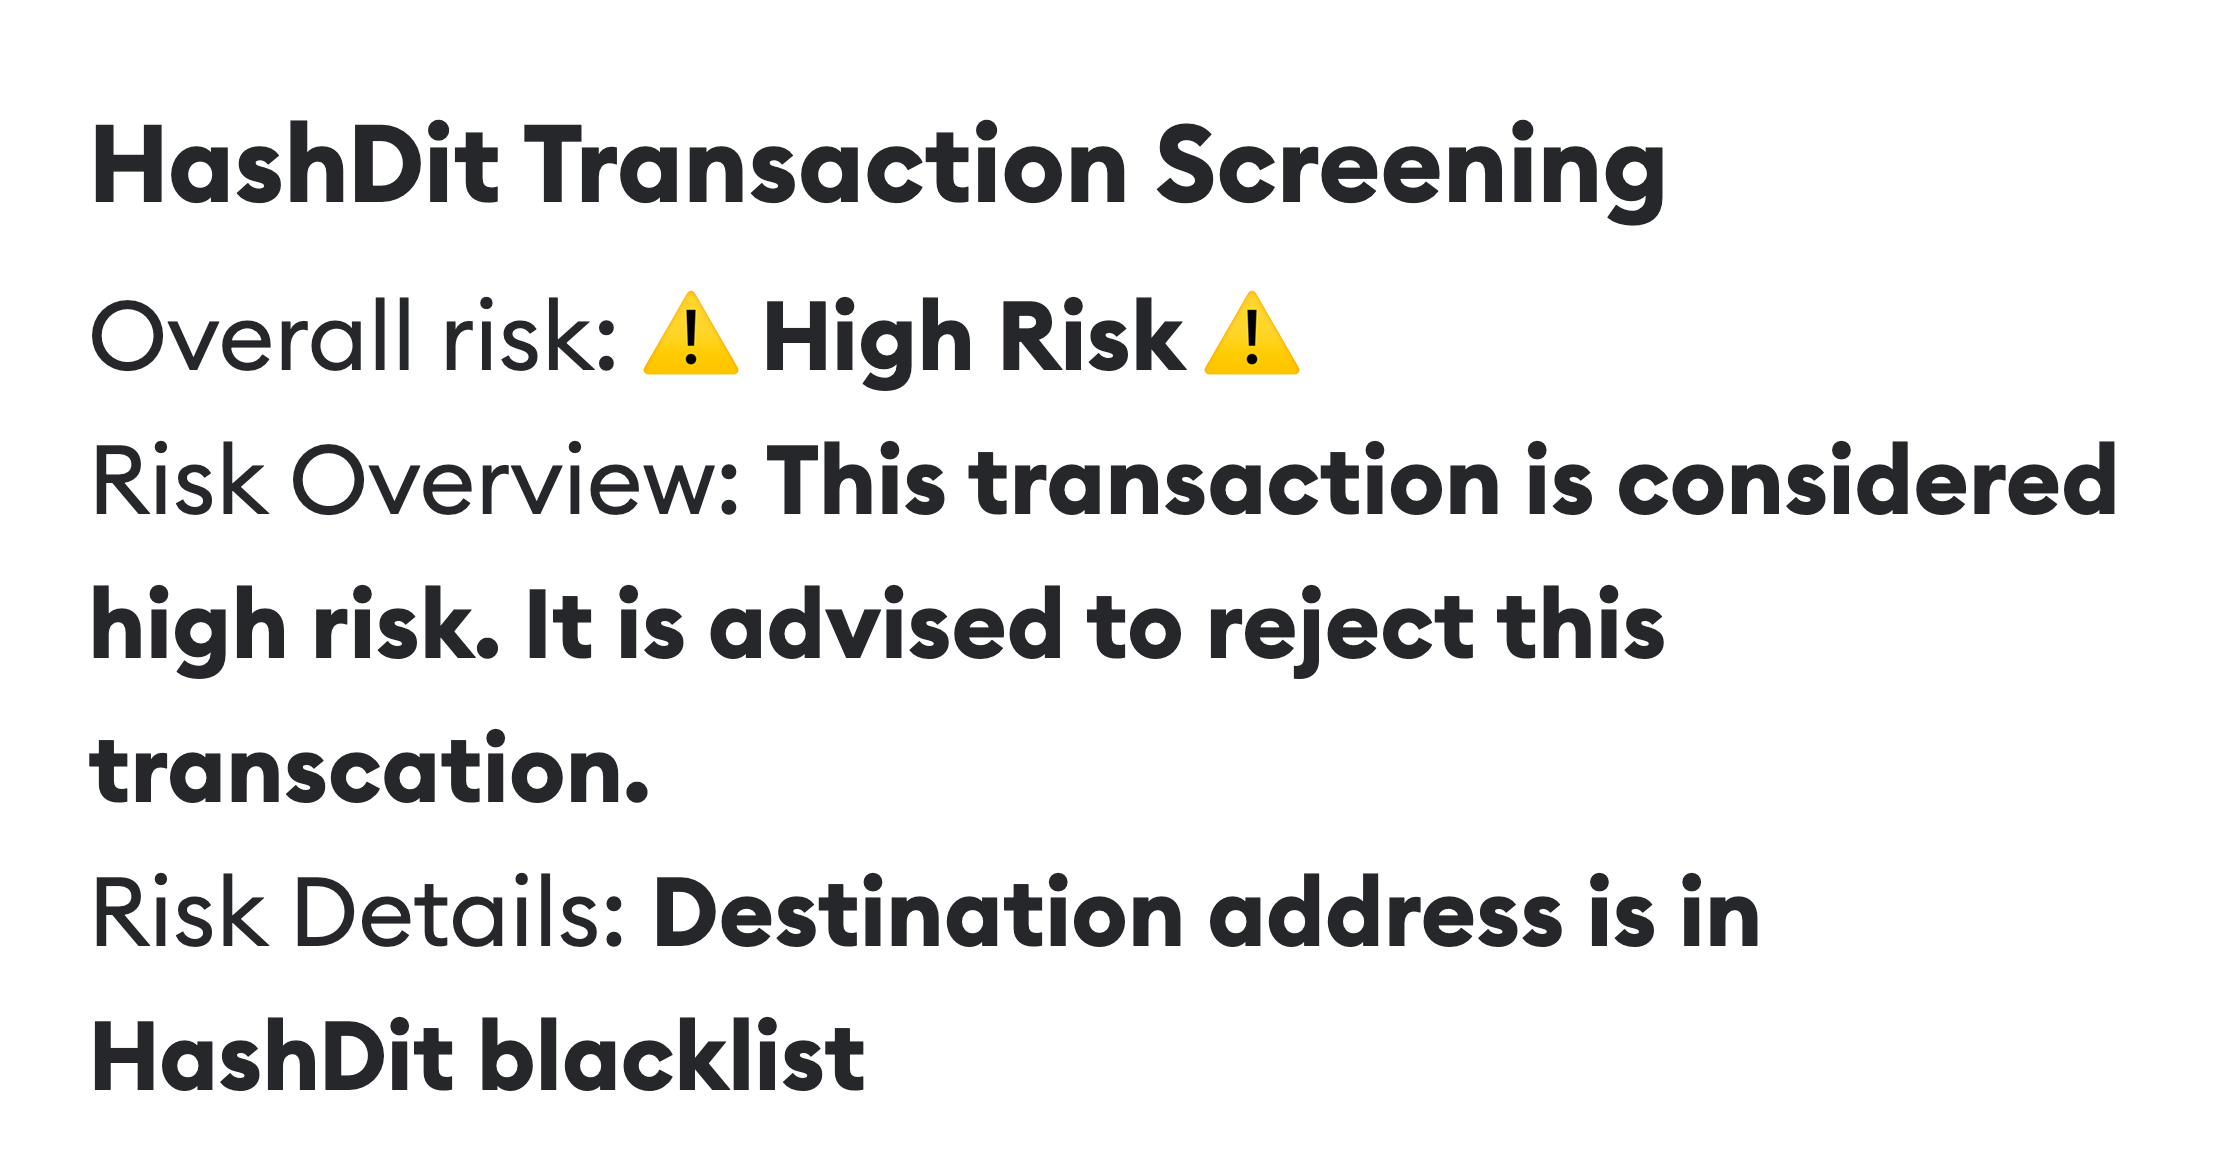 HashDit Transaction Screening
Overall risk: ⚠️ High Risk ⚠️
Risk Overview: This transaction is considered
high risk. It is advised to reject this
transcation.
Risk Details: Destination address is in
HashDit blacklist